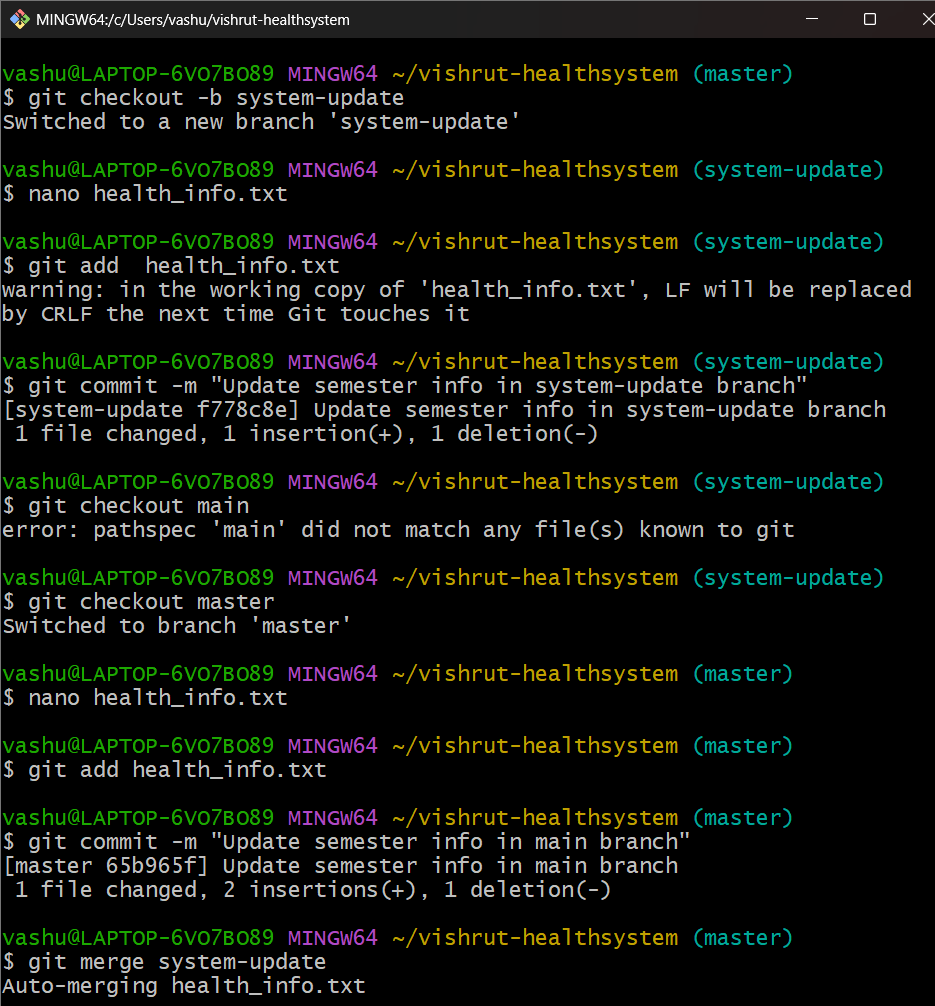 MINGW64:/c/Users/vashu/vishrut-healthsystem
vashu@LAPTOP-6VO7BO89 MINGW64 ~/vishrut-healthsystem (master)
$ git checkout -b system-update
Switched to a new branch 'system-update'
vashu@LAPTOP-6VO7BO89 MINGW64 ~/vishrut-healthsystem (system-update)
$ nano health_info.txt
vashu@LAPTOP-6VO7BO89 MINGW64 ~/vishrut-healthsystem (system-update)
$ git add  health_info.txt
warning: in the working copy of 'health_info.txt', LF will be replaced
by CRLF the next time Git touches it
vashu@LAPTOP-6VO7BO89 MINGW64 ~/vishrut-healthsystem (system-update)
$ git commit -m "Update semester info in system-update branch"
[system-update f778c8e] Update semester info in system-update branch
 1 file changed, 1 insertion(+), 1 deletion(-)
vashu@LAPTOP-6VO7BO89 MINGW64 ~/vishrut-healthsystem (system-update)
$ git checkout main
error: pathspec 'main' did not match any file(s) known to git
vashu@LAPTOP-6VO7BO89 MINGW64 ~/vishrut-healthsystem (system-update)
$ git checkout master
Switched to branch 'master'
vashu@LAPTOP-6VO7BO89 MINGW64 ~/vishrut-healthsystem (master)
$ nano health_info.txt
vashu@LAPTOP-6VO7BO89 MINGW64 ~/vishrut-healthsystem (master)
$ git add health_info.txt
vashu@LAPTOP-6VO7BO89 MINGW64 ~/vishrut-healthsystem (master)
$ git commit -m "Update semester info in main branch"
[master 65b965f] Update semester info in main branch
 1 file changed, 2 insertions(+), 1 deletion(-)
vashu@LAPTOP-6VO7BO89 MINGW64 ~/vishrut-healthsystem (master)
$ git merge system-update
Auto-merging health_info.txt